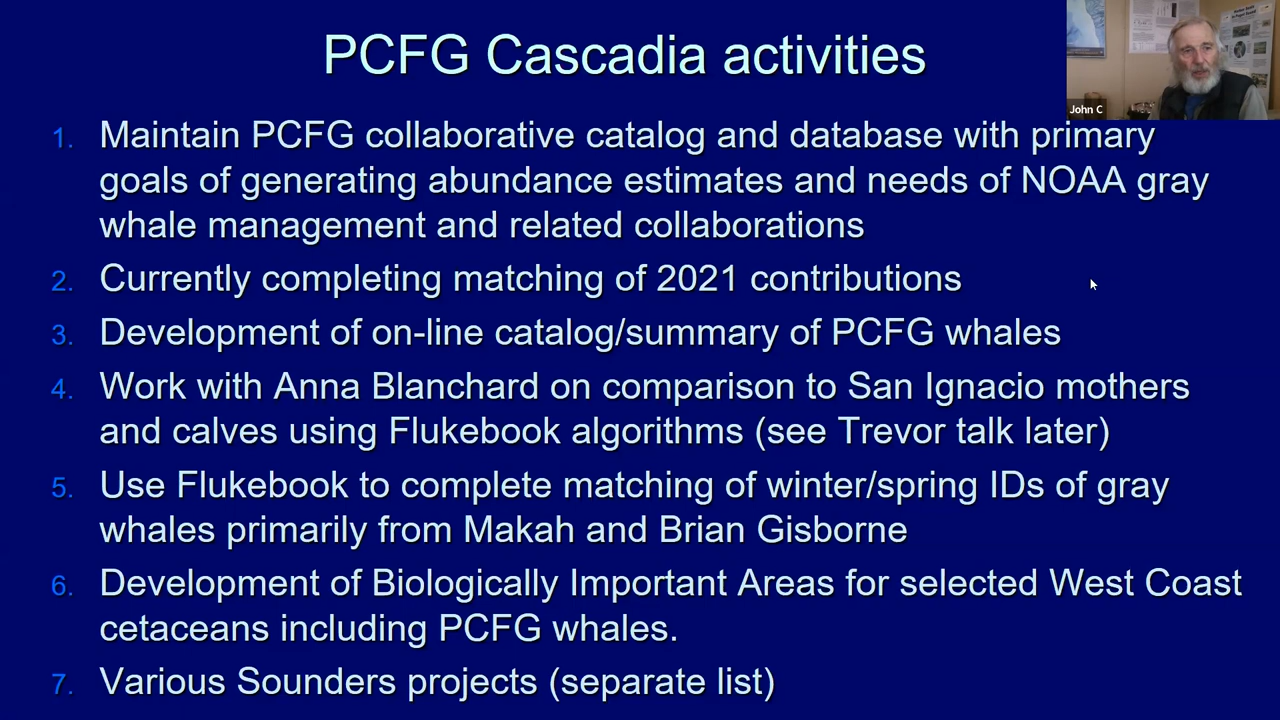 PCFG Cascadia activities
John C
1. Maintain PCFG collaborative catalog and database with primary
goals of generating abundance estimates and needs of NOAA gray
whale management and related collaborations
2. Currently completing matching of 2021 contributions
3. Development of on-line catalog/summary of PCFG whales
4. Work with Anna Blanchard on comparison to San Ignacio mothers
and calves using Flukebook algorithms (see Trevor talk later)
5. Use Flukebook to complete matching of winter/spring IDs of gray
whales primarily from Makah and Brian Gisborne
6. Development of Biologically Important Areas for selected West Coast
cetaceans including PCFG whales.
7. Various Sounders projects (separate list)